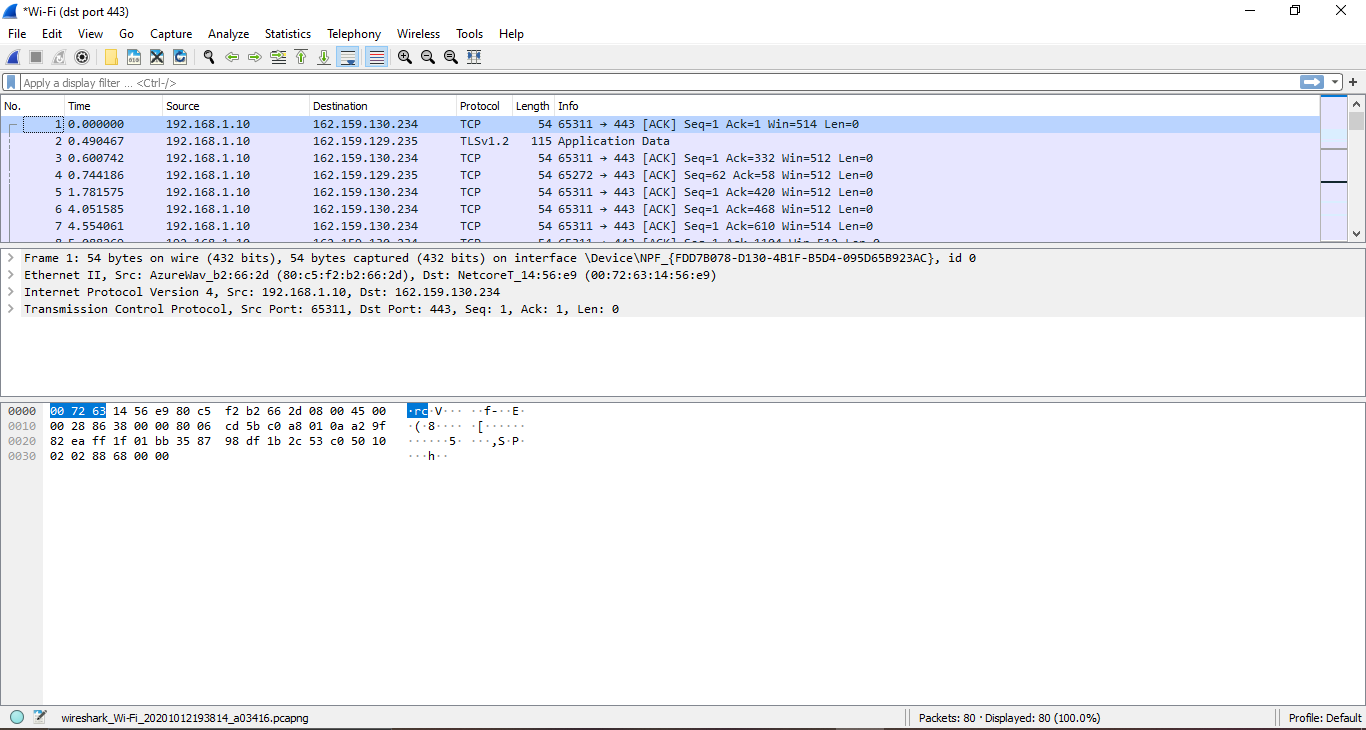 *Wi-Fi (dst port 443)
File Edit View Go Capture Analyze Statistics Telephony Wireless Tools Help
Apply a display filter ... <Ctrl-/>
No. Time Source Destination Protocol Length Info
1 0.000000 192.168.1.10 162.159.130.234 TCP 54 65311 → 443 [ACK] Seq=1 Ack=1 Win=514 Len=0
2 0.490467 192.168.1.10 162.159.129.235 TLSv1.2 115 Application Data
3 0.600742 192.168.1.10 162.159.130.234 TCP 54 65311 → 443 [ACK] Seq=1 Ack=332 Win=512 Len=0
4 0.744186 192.168.1.10 162.159.129.235 TCP 54 65272 → 443 [ACK] Seq=62 Ack=58 Win=512 Len=0
5 1.781575 192.168.1.10 162.159.130.234 TCP 54 65311 → 443 [ACK] Seq=1 Ack=420 Win=512 Len=0
6 4.051585 192.168.1.10 162.159.130.234 TCP 54 65311 → 443 [ACK] Seq=1 Ack=468 Win=512 Len=0
7 4.554061 192.168.1.10 162.159.130.234 TCP 54 65311 → 443 [ACK] Seq=1 Ack=610 Win=514 Len=0
Frame 1: 54 bytes on wire (432 bits), 54 bytes captured (432 bits) on interface \Device\NPF_{FDD7B078-D130-4B1F-B5D4-095D65B923AC}, id 0
Ethernet II, Src: AzureWav_b2:66:2d (80:c5:f2:b2:66:2d), Dst: NetcoreT_14:56:e9 (00:72:63:14:56:e9)
Internet Protocol Version 4, Src: 192.168.1.10, Dst: 162.159.130.234
Transmission Control Protocol, Src Port: 65311, Dst Port: 443, Seq: 1, Ack: 1, Len: 0
0000 00 72 63 14 56 e9 80 c5 f2 b2 66 2d 08 00 45 00 ·rc·V··· ··f-··E·
0010 00 28 86 38 00 00 80 06 cd 5b c0 a8 01 0a a2 9f ·(·8···· ·[······
0020 82 ea ff 1f 01 bb 35 87 98 df 1b 2c 53 c0 50 10 ······5· ···,S·P·
0030 02 02 88 68 00 00 ···h··
wireshark_Wi-Fi_20201012193814_a03416.pcapng Packets: 80 · Displayed: 80 (100.0%) Profile: Default